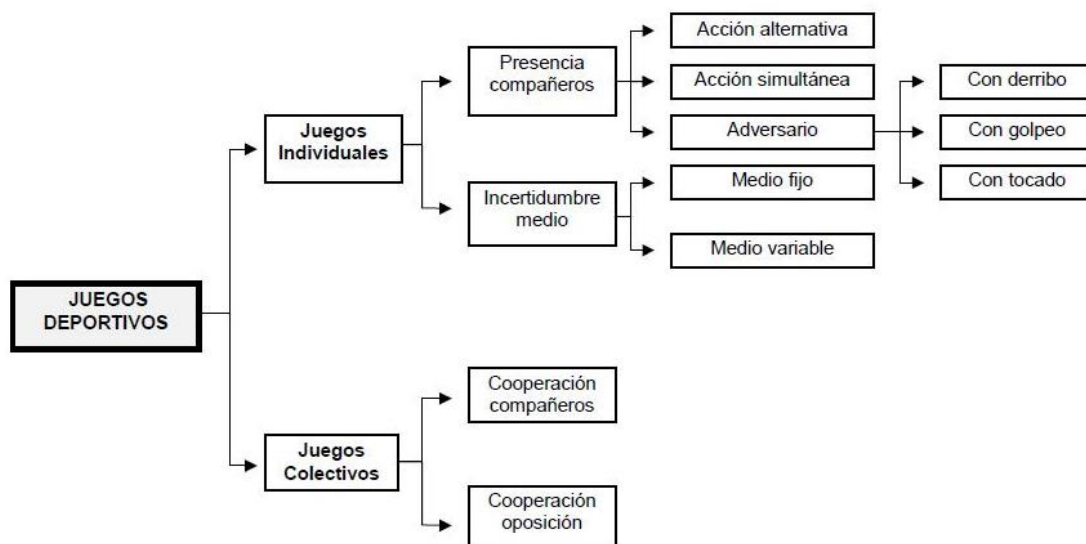 Acción alternativa
Presencia
compañeros
Acción simultánea
Con derribo
Juegos
Individuales
Adversario
Con golpeo
Incertidumbre
medio
Medio fijo
Con tocado
Medio variable
JUEGOS
DEPORTIVOS
Cooperación
compañeros
Juegos
Colectivos
Cooperación
oposición